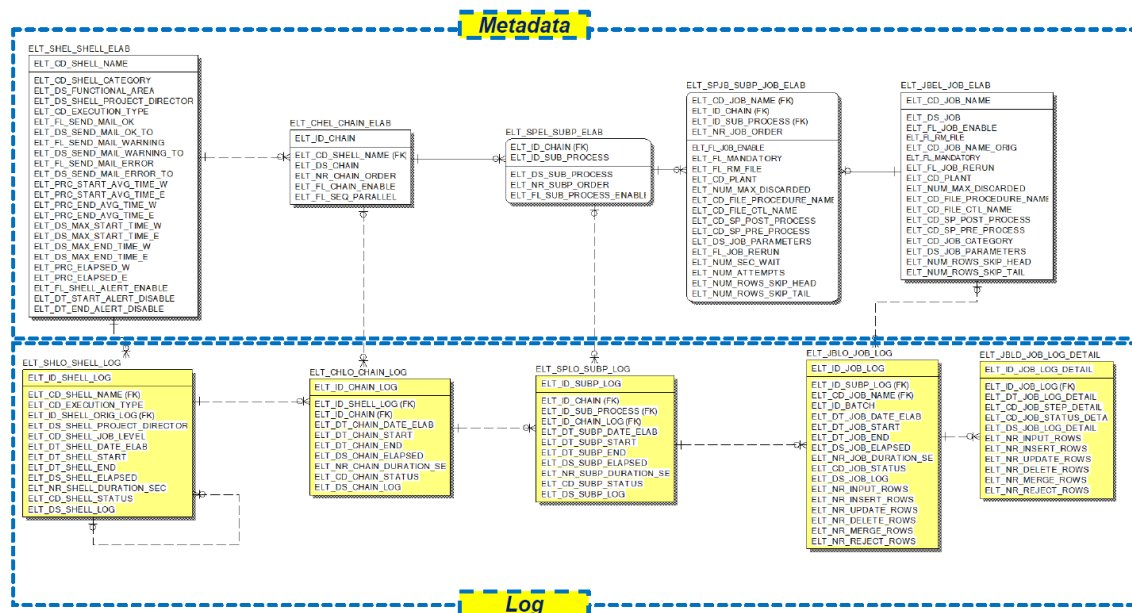 Metadata
ELT_SHEL_SHELL_ELAB
ELT_CD_SHELL_NAME
ELT_CD_SHELL_CATEGORY
ELT_DS_FUNCTIONAL_AREA
ELT_DS_SHELL_PROJECT_DIRECTOR
ELT_CD_EXECUTION_TYPE
ELT_FL_SEND_MAIL_OK
ELT_DS_SEND_MAIL_OK_TO
ELT_FL_SEND_MAIL_WARNING
ELT_DS_SEND_MAIL_WARNING_TO
ELT_FL_SEND_MAIL_ERROR
ELT_DS_SEND_MAIL_ERROR_TO
ELT_PRC_START_AVG_TIME_W
ELT_PRC_START_AVG_TIME_E
ELT_PRC_END_AVG_TIME_W
ELT_PRC_END_AVG_TIME_E
ELT_DS_MAX_START_TIME_W
ELT_DS_MAX_START_TIME_E
ELT_DS_MAX_END_TIME_W
ELT_DS_MAX_END_TIME_E
ELT_PRC_ELAPSED_W
ELT_PRC_ELAPSED_E
ELT_FL_SHELL_ALERT_ENABLE
ELT_DT_START_ALERT_DISABLE
ELT_DT_END_ALERT_DISABLE
ELT_CHEL_CHAIN_ELAB
ELT_ID_CHAIN
ELT_CD_SHELL_NAME (FK)
ELT_DS_CHAIN
ELT_NR_CHAIN_ORDER
ELT_FL_CHAIN_ENABLE
ELT_FL_SEQ_PARALLEL
ELT_SPEL_SUBP_ELAB
ELT_ID_CHAIN (FK)
ELT_ID_SUB_PROCESS
ELT_DS_SUB_PROCESS
ELT_NR_SUBP_ORDER
ELT_FL_SUB_PROCESS_ENABLE
ELT_SPJB_SUBP_JOB_ELAB
ELT_CD_JOB_NAME (FK)
ELT_ID_CHAIN (FK)
ELT_ID_SUB_PROCESS (FK)
ELT_NR_JOB_ORDER
ELT_FL_JOB_ENABLE
ELT_FL_MANDATORY
ELT_FL_RM_FILE
ELT_CD_PLANT
ELT_NUM_MAX_DISCARDED
ELT_CD_FILE_PROCEDURE_NAME
ELT_CD_FILE_CTL_NAME
ELT_CD_SP_POST_PROCESS
ELT_CD_SP_PRE_PROCESS
ELT_DS_JOB_PARAMETERS
ELT_FL_JOB_RERUN
ELT_NUM_SEC_WAIT
ELT_NUM_ATTEMPTS
ELT_NUM_ROWS_SKIP_HEAD
ELT_NUM_ROWS_SKIP_TAIL
ELT_JBEL_JOB_ELAB
ELT_CD_JOB_NAME
ELT_DS_JOB
ELT_FL_JOB_ENABLE
ELT_FL_RM_FILE
ELT_CD_JOB_NAME_ORIG
ELT_FL_MANDATORY
ELT_FL_JOB_RERUN
ELT_CD_PLANT
ELT_NUM_MAX_DISCARDED
ELT_CD_FILE_PROCEDURE_NAME
ELT_CD_FILE_CTL_NAME
ELT_CD_SP_POST_PROCESS
ELT_CD_SP_PRE_PROCESS
ELT_CD_JOB_CATEGORY
ELT_DS_JOB_PARAMETERS
ELT_NUM_ROWS_SKIP_HEAD
ELT_NUM_ROWS_SKIP_TAIL
ELT_SHLO_SHELL_LOG
ELT_ID_SHELL_LOG
ELT_CD_SHELL_NAME (FK)
ELT_CD_EXECUTION_TYPE
ELT_ID_SHELL_ORIG_LOG (FK)
ELT_DS_SHELL_PROJECT_DIRECTOR
ELT_CD_SHELL_JOB_LEVEL
ELT_DT_SHELL_DATE_ELAB
ELT_DT_SHELL_START
ELT_DT_SHELL_END
ELT_DS_SHELL_ELAPSED
ELT_NR_SHELL_DURATION_SEC
ELT_CD_SHELL_STATUS
ELT_DS_SHELL_LOG
ELT_CHLO_CHAIN_LOG
ELT_ID_CHAIN_LOG
ELT_ID_SHELL_LOG (FK)
ELT_ID_CHAIN (FK)
ELT_DT_CHAIN_DATE_ELAB
ELT_DT_CHAIN_START
ELT_DT_CHAIN_END
ELT_DS_CHAIN_ELAPSED
ELT_NR_CHAIN_DURATION_SE
ELT_CD_CHAIN_STATUS
ELT_DS_CHAIN_LOG
ELT_SPLO_SUBP_LOG
ELT_ID_SUBP_LOG
ELT_ID_CHAIN (FK)
ELT_ID_SUB_PROCESS (FK)
ELT_ID_CHAIN_LOG (FK)
ELT_DT_SUBP_DATE_ELAB
ELT_DT_SUBP_START
ELT_DT_SUBP_END
ELT_DS_SUBP_ELAPSED
ELT_NR_SUBP_DURATION_SE
ELT_CD_SUBP_STATUS
ELT_DS_SUBP_LOG
ELT_JBLO_JOB_LOG
ELT_ID_JOB_LOG
ELT_ID_SUBP_LOG (FK)
ELT_CD_JOB_NAME (FK)
ELT_ID_BATCH
ELT_DT_JOB_DATE_ELAB
ELT_DT_JOB_START
ELT_DT_JOB_END
ELT_DS_JOB_ELAPSED
ELT_NR_JOB_DURATION_SE
ELT_CD_JOB_STATUS
ELT_DS_JOB_LOG
ELT_NR_INPUT_ROWS
ELT_NR_INSERT_ROWS
ELT_NR_UPDATE_ROWS
ELT_NR_DELETE_ROWS
ELT_NR_MERGE_ROWS
ELT_NR_REJECT_ROWS
ELT_JBLD_JOB_LOG_DETAIL
ELT_ID_JOB_LOG_DETAIL
ELT_ID_JOB_LOG (FK)
ELT_DT_JOB_LOG_DETAIL
ELT_CD_JOB_STEP_DETAIL
ELT_CD_JOB_STATUS_DETA
ELT_DS_JOB_LOG_DETAIL
ELT_NR_INPUT_ROWS
ELT_NR_INSERT_ROWS
ELT_NR_UPDATE_ROWS
ELT_NR_DELETE_ROWS
ELT_NR_MERGE_ROWS
ELT_NR_REJECT_ROWS
Log